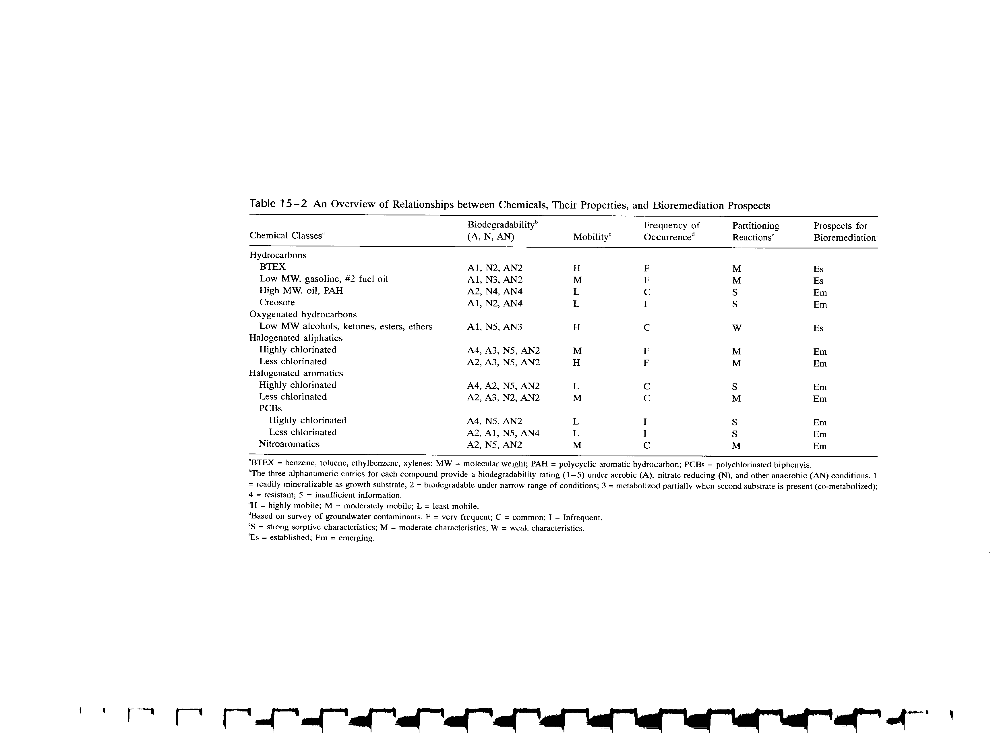 Table 15–2 An Overview of Relationships between Chemicals, Their Properties, and Bioremediation Prospects
Chemical Classesᵃ Biodegradabilityᵇ (A, N, AN) Mobilityᶜ Frequency of Occurrenceᵈ Partitioning Reactionsᵉ Prospects for Bioremediationᶠ
Hydrocarbons
BTEX A1, N2, AN2 H F M Es
Low MW, gasoline, #2 fuel oil A1, N3, AN2 M F M Es
High MW. oil, PAH A2, N4, AN4 L C S Em
Creosote A1, N2, AN4 L I S Em
Oxygenated hydrocarbons
Low MW alcohols, ketones, esters, ethers A1, N5, AN3 H C W Es
Halogenated aliphatics
Highly chlorinated A4, A3, N5, AN2 M F M Em
Less chlorinated A2, A3, N5, AN2 H F M Em
Halogenated aromatics
Highly chlorinated A4, A2, N5, AN2 L C S Em
Less chlorinated A2, A3, N2, AN2 M C M Em
PCBs
Highly chlorinated A4, N5, AN2 L I S Em
Less chlorinated A2, A1, N5, AN4 L I S Em
Nitroaromatics A2, N5, AN2 M C M Em
ᵃBTEX = benzene, toluene, ethylbenzene, xylenes; MW = molecular weight; PAH = polycyclic aromatic hydrocarbon; PCBs = polychlorinated biphenyls.
ᵇThe three alphanumeric entries for each compound provide a biodegradability rating (1–5) under aerobic (A), nitrate-reducing (N), and other anaerobic (AN) conditions. 1
= readily mineralizable as growth substrate; 2 = biodegradable under narrow range of conditions; 3 = metabolized partially when second substrate is present (co-metabolized);
4 = resistant; 5 = insufficient information.
ᶜH = highly mobile; M = moderately mobile; L = least mobile.
ᵈBased on survey of groundwater contaminants. F = very frequent; C = common; I = Infrequent.
ᵉS = strong sorptive characteristics; M = moderate characteristics; W = weak characteristics.
ᶠEs = established; Em = emerging.